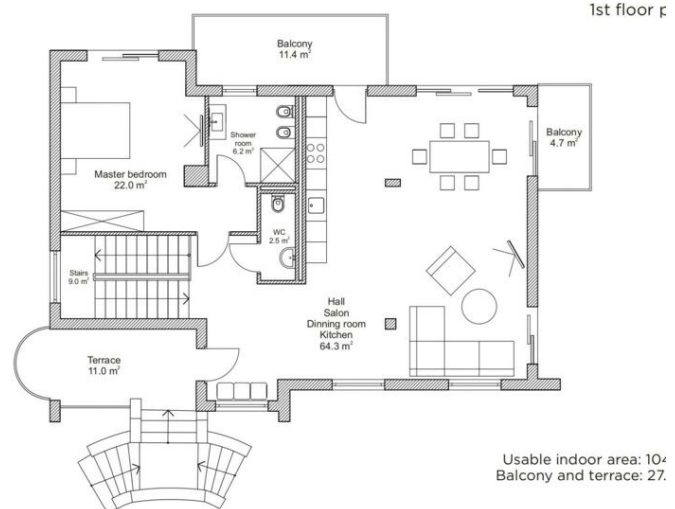 1st floor p
Balcony
11.4 m²
Balcony
4.7 m²
Shower
room
6.2 m²
Master bedroom
22.0 m²
WC
2.5 m²
Stairs
9.0 m²
Hall
Salon
Dinning room
Kitchen
64.3 m²
Terrace
11.0 m²
Usable indoor area: 104
Balcony and terrace: 27.